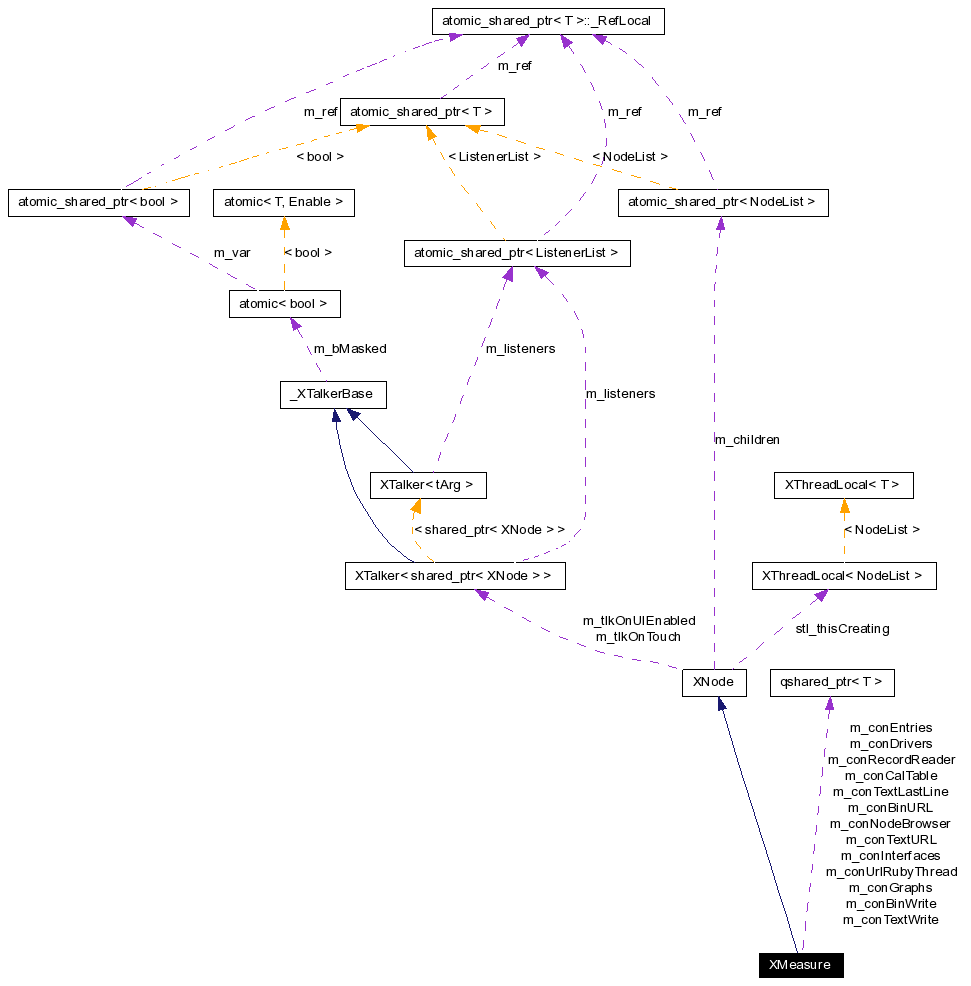 atomic_shared_ptr< T >::_RefLocal
m_ref
atomic_shared_ptr< T >
m_ref
m_ref
m_ref
< bool >
< ListenerList >
< NodeList >
atomic_shared_ptr< bool >
atomic< T, Enable >
atomic_shared_ptr< NodeList >
m_var
< bool >
atomic_shared_ptr< ListenerList >
atomic< bool >
m_bMasked
m_listeners
_XTalkerBase
m_listeners
m_children
XTalker< tArg >
XThreadLocal< T >
< shared_ptr< XNode > >
< NodeList >
XTalker< shared_ptr< XNode > >
XThreadLocal< NodeList >
m_tlkOnUIEnabled
m_tlkOnTouch
stl_thisCreating
XNode
qshared_ptr< T >
m_conEntries
m_conDrivers
m_conRecordReader
m_conCalTable
m_conTextLastLine
m_conBinURL
m_conNodeBrowser
m_conTextURL
m_conInterfaces
m_conUrlRubyThread
m_conGraphs
m_conBinWrite
m_conTextWrite
XMeasure